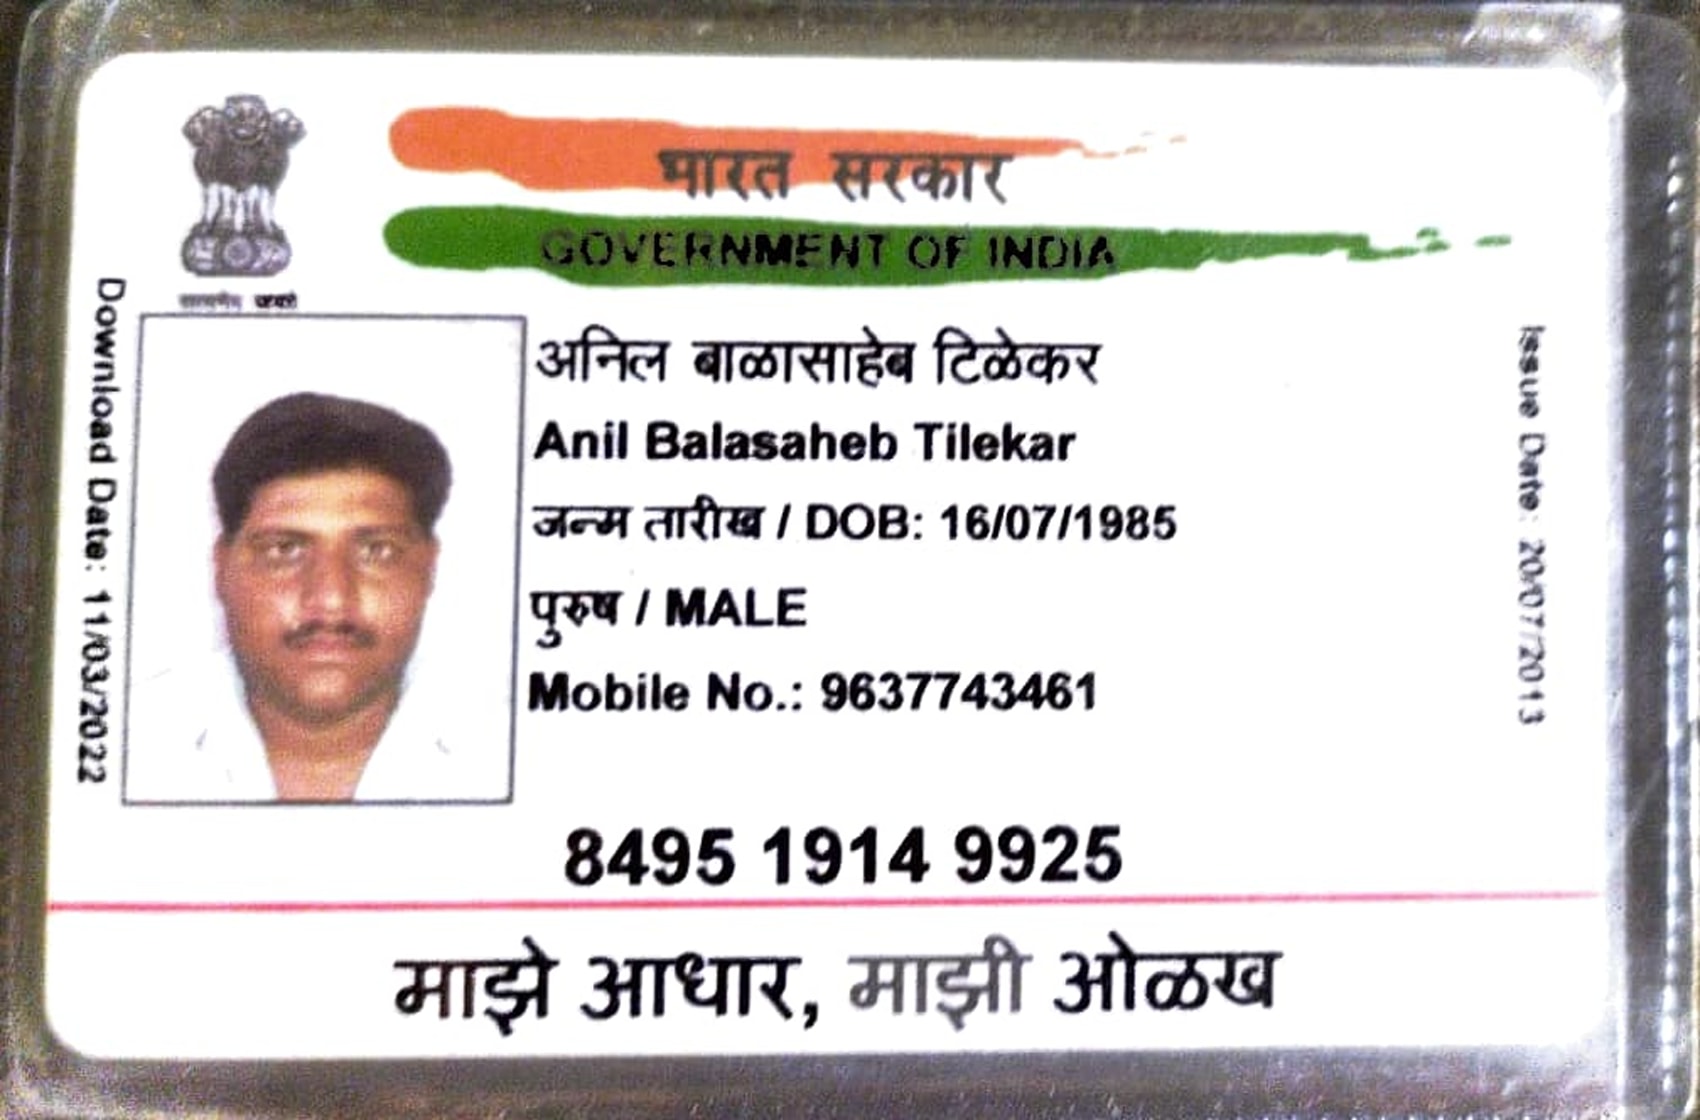 भारत सरकार
GOVERNMENT OF INDIA
सत्यमेव जयते
अनिल बाळासाहेब टिळेकर
Anil Balasaheb Tilekar
जन्म तारीख / DOB: 16/07/1985
पुरुष / MALE
Mobile No.: 9637743461
Download Date: 11/03/2022
Issue Date: 20/07/2013
8495 1914 9925
माझे आधार, माझी ओळख